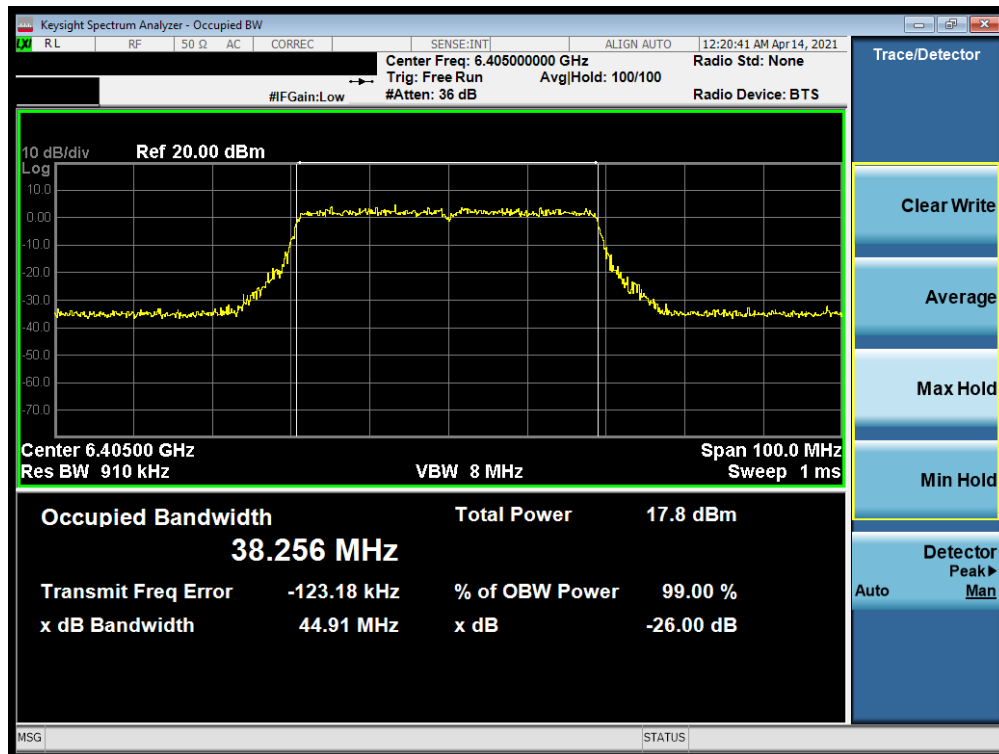 Keysight Spectrum Analyzer - Occupied BW
LXI RL RF 50 Ω AC CORREC SENSE:INT ALIGN AUTO 12:20:41 AM Apr 14, 2021
Center Freq: 6.405000000 GHz Radio Std: None
Trig: Free Run Avg|Hold: 100/100
#IFGain:Low #Atten: 36 dB Radio Device: BTS
10 dB/div Ref 20.00 dBm
Log
10.0
0.00
-10.0
-20.0
-30.0
-40.0
-50.0
-60.0
-70.0
Center 6.40500 GHz Span 100.0 MHz
Res BW 910 kHz VBW 8 MHz Sweep 1 ms
Occupied Bandwidth Total Power 17.8 dBm
38.256 MHz
Transmit Freq Error -123.18 kHz % of OBW Power 99.00 %
x dB Bandwidth 44.91 MHz x dB -26.00 dB
MSG STATUS
Trace/Detector
Clear Write
Average
Max Hold
Min Hold
Detector
Peak▶
Auto Man